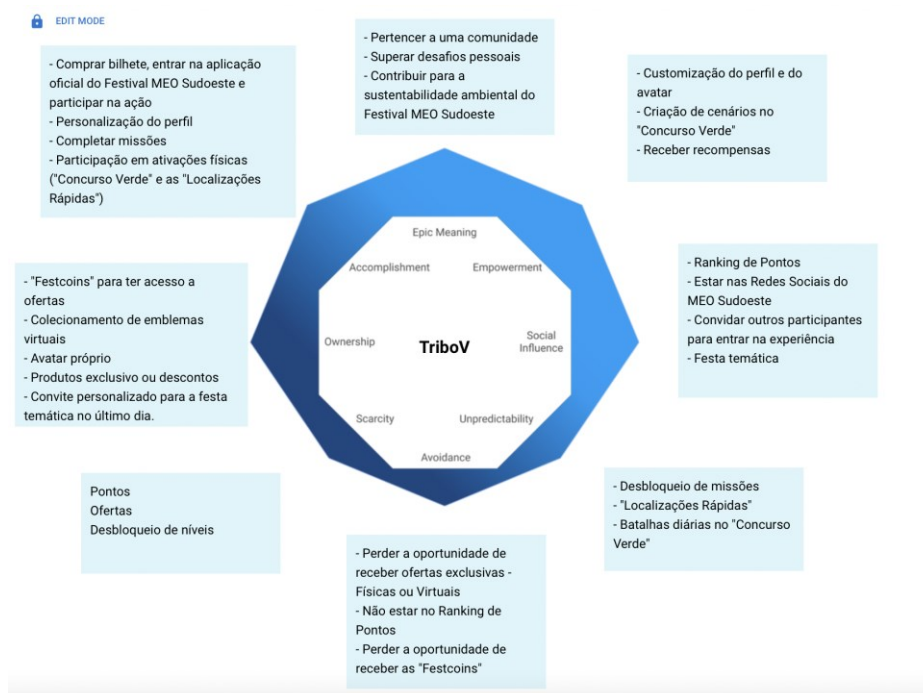 EDIT MODE
- Comprar bilhete, entrar na aplicação
oficial do Festival MEO Sudoeste e
participar na ação
- Personalização do perfil
- Completar missões
- Participação em ativações físicas
("Concurso Verde" e as "Localizações
Rápidas")
- Pertencer a uma comunidade
- Superar desafios pessoais
- Contribuir para a
sustentabilidade ambiental do
Festival MEO Sudoeste
- Customização do perfil e do
avatar
- Criação de cenários no
"Concurso Verde"
- Receber recompensas
- "Festcoins" para ter acesso a
ofertas
- Colecionamento de emblemas
virtuais
- Avatar próprio
- Produtos exclusivo ou descontos
- Convite personalizado para a festa
temática no último dia.
Epic Meaning
Accomplishment
Empowerment
Ownership
TriboV
Social
Influence
Scarcity
Unpredictability
Avoidance
- Ranking de Pontos
- Estar nas Redes Sociais do
MEO Sudoeste
- Convidar outros participantes
para entrar na experiência
- Festa temática
Pontos
Ofertas
Desbloqueio de níveis
- Perder a oportunidade de
receber ofertas exclusivas -
Físicas ou Virtuais
- Não estar no Ranking de
Pontos
- Perder a oportunidade de
receber as "Festcoins"
- Desbloqueio de missões
- "Localizações Rápidas"
- Batalhas diárias no "Concurso
Verde"